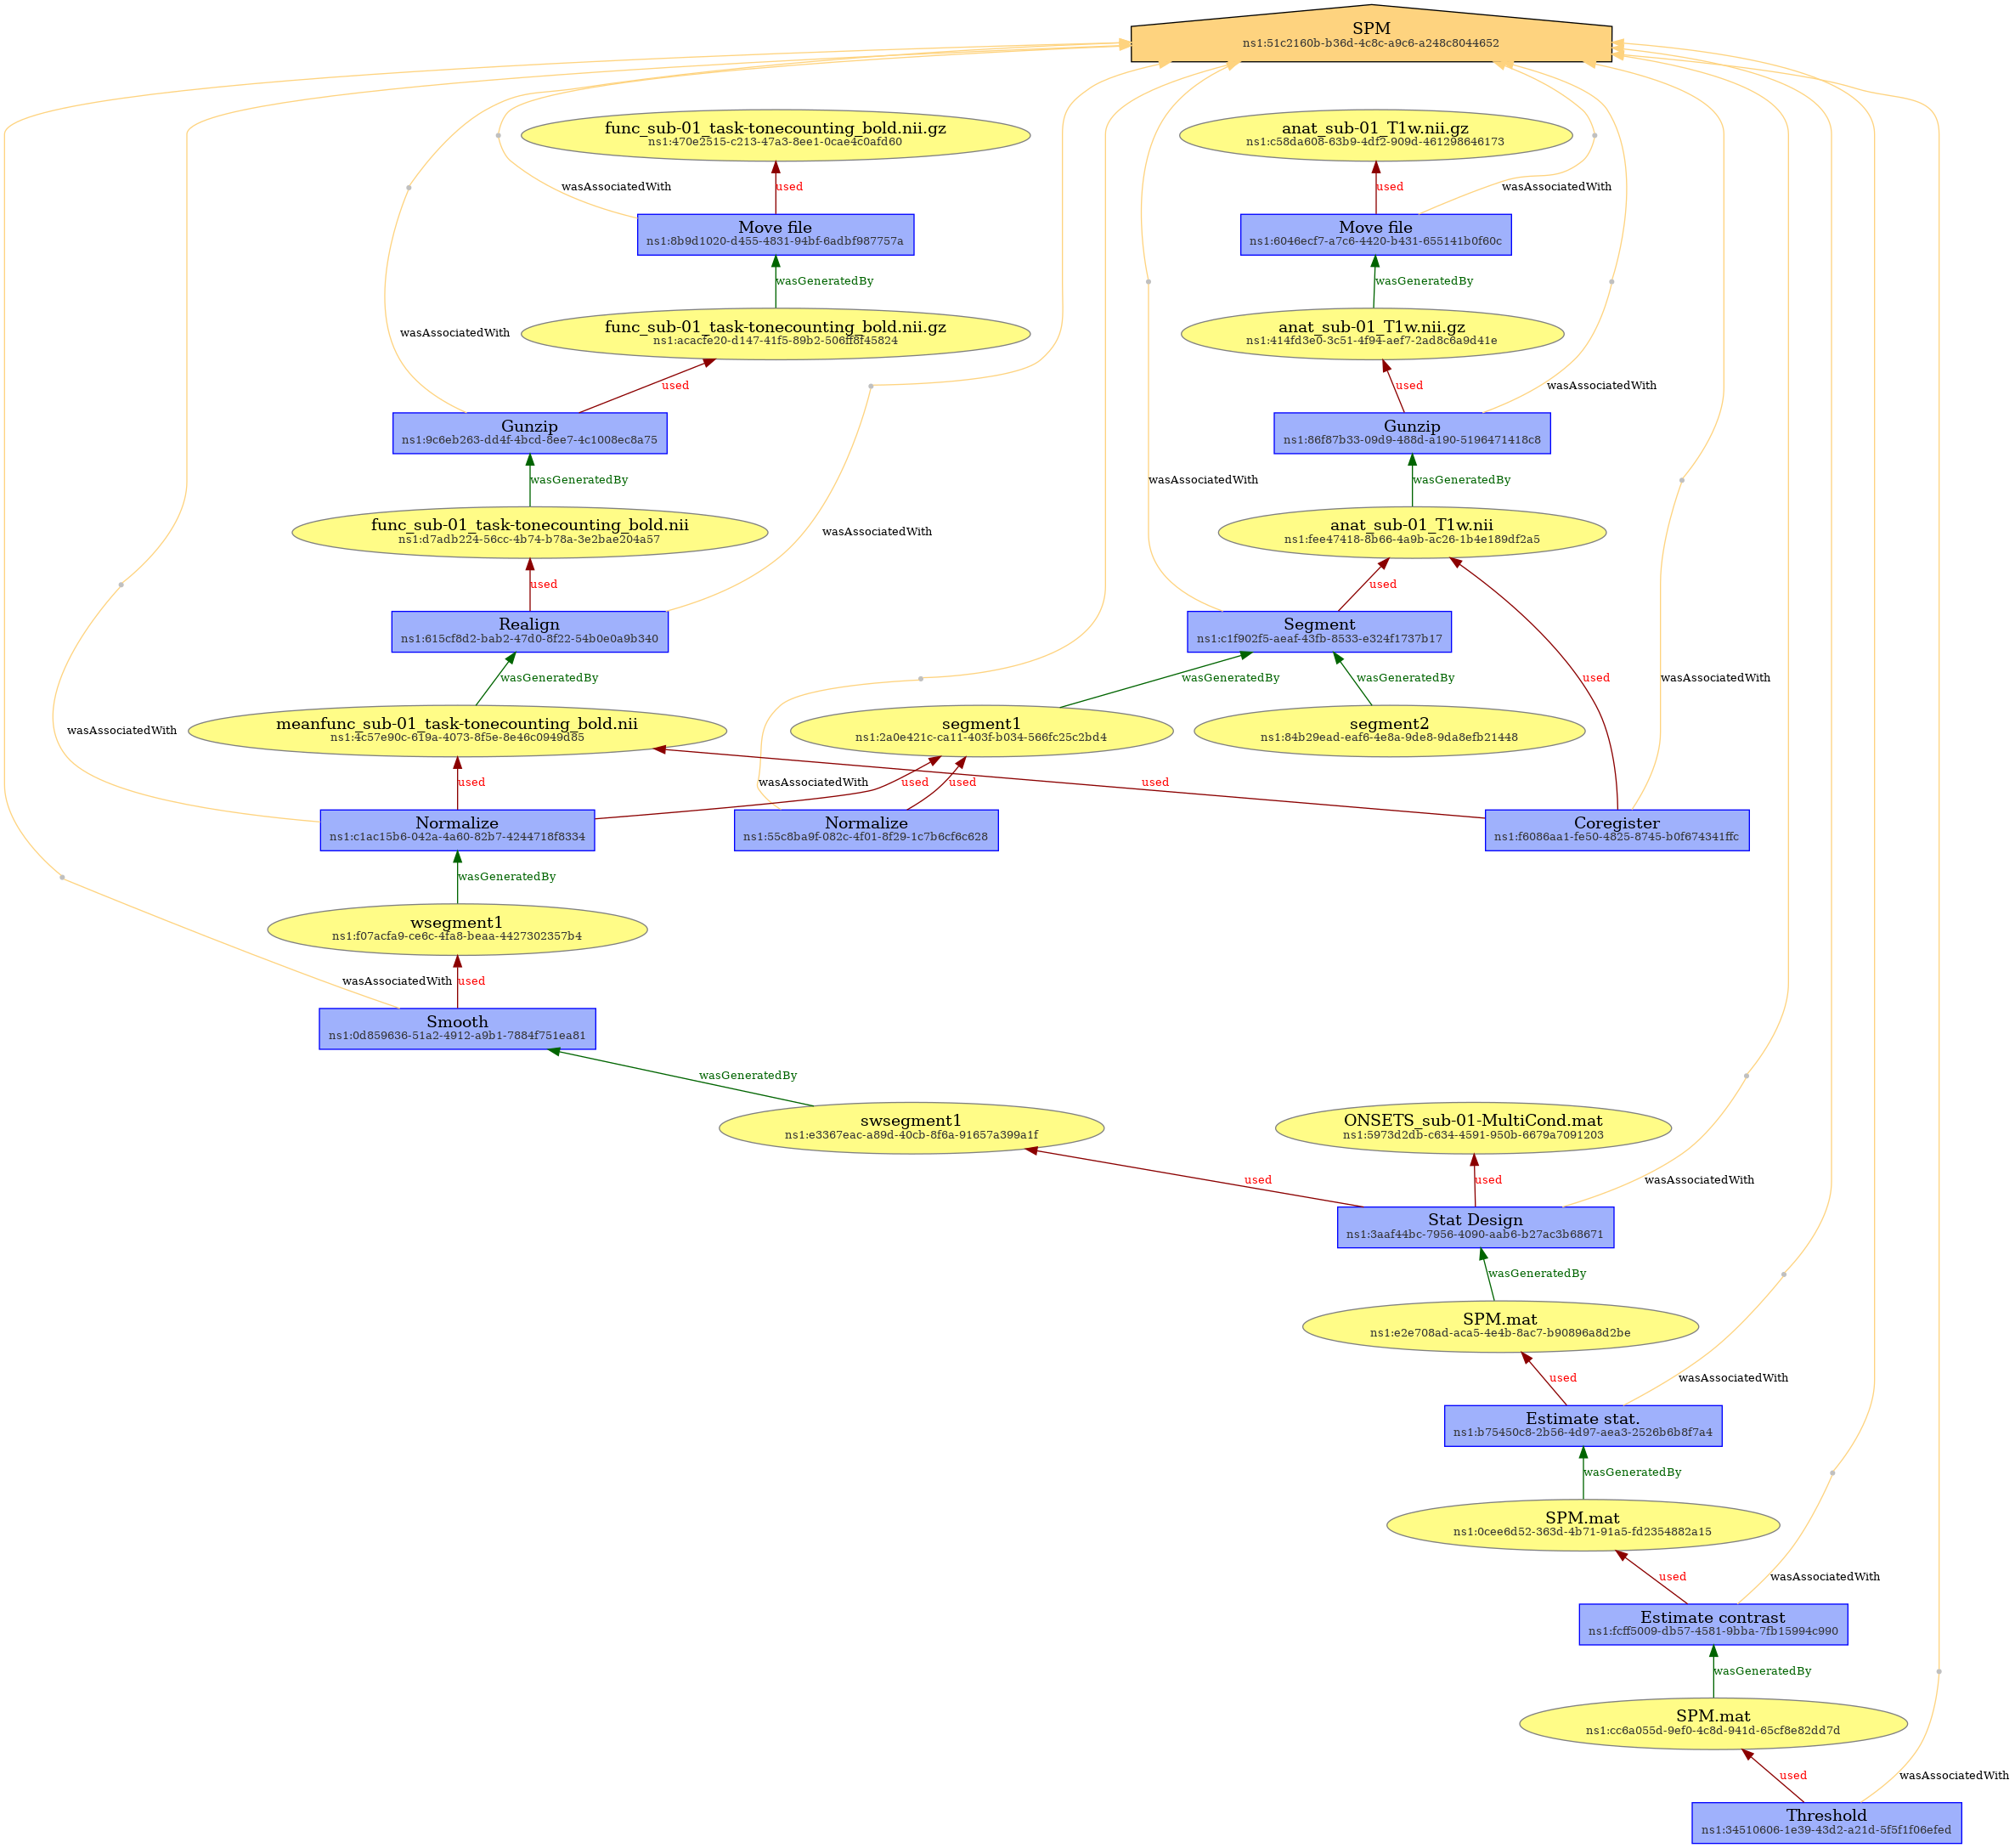 SPM
ns1:51c2160b-b36d-4c8c-a9c6-a248c8044652
func_sub-01_task-tonecounting_bold.nii.gz
ns1:470e2515-c213-47a3-8ee1-0cae4c0afd60
anat_sub-01_T1w.nii.gz
ns1:c58da608-63b9-4df2-909d-461298646173
wasAssociatedWith
used
used
wasAssociatedWith
Move file
ns1:8b9d1020-d455-4831-94bf-6adbf987757a
Move file
ns1:6046ecf7-a7c6-4420-b431-655141b0f60c
wasGeneratedBy
wasGeneratedBy
wasAssociatedWith
func_sub-01_task-tonecounting_bold.nii.gz
ns1:acacfe20-d147-41f5-89b2-506ff8f45824
anat_sub-01_T1w.nii.gz
ns1:414fd3e0-3c51-4f94-aef7-2ad8c6a9d41e
used
used
wasAssociatedWith
Gunzip
ns1:9c6eb263-dd4f-4bcd-8ee7-4c1008ec8a75
Gunzip
ns1:86f87b33-09d9-488d-a190-5196471418c8
wasGeneratedBy
wasAssociatedWith
wasGeneratedBy
func_sub-01_task-tonecounting_bold.nii
ns1:d7adb224-56cc-4b74-b78a-3e2bae204a57
wasAssociatedWith
anat_sub-01_T1w.nii
ns1:fee47418-8b66-4a9b-ac26-1b4e189df2a5
used
used
Realign
ns1:615cf8d2-bab2-47d0-8f22-54b0e0a9b340
Segment
ns1:c1f902f5-aeaf-43fb-8533-e324f1737b17
wasGeneratedBy
wasGeneratedBy
wasGeneratedBy
used
wasAssociatedWith
wasAssociatedWith
meanfunc_sub-01_task-tonecounting_bold.nii
ns1:4c57e90c-619a-4073-8f5e-8e46c0949d85
segment1
ns1:2a0e421c-ca11-403f-b034-566fc25c2bd4
segment2
ns1:84b29ead-eaf6-4e8a-9de8-9da8efb21448
used
wasAssociatedWith
used
used
used
Normalize
ns1:c1ac15b6-042a-4a60-82b7-4244718f8334
Normalize
ns1:55c8ba9f-082c-4f01-8f29-1c7b6cf6c628
Coregister
ns1:f6086aa1-fe50-4825-8745-b0f674341ffc
wasGeneratedBy
wsegment1
ns1:f07acfa9-ce6c-4fa8-beaa-4427302357b4
wasAssociatedWith
used
Smooth
ns1:0d859636-51a2-4912-a9b1-7884f751ea81
wasGeneratedBy
swsegment1
ns1:e3367eac-a89d-40cb-8f6a-91657a399a1f
ONSETS_sub-01-MultiCond.mat
ns1:5973d2db-c634-4591-950b-6679a7091203
used
used
wasAssociatedWith
Stat Design
ns1:3aaf44bc-7956-4090-aab6-b27ac3b68671
wasGeneratedBy
SPM.mat
ns1:e2e708ad-aca5-4e4b-8ac7-b90896a8d2be
used
wasAssociatedWith
Estimate stat.
ns1:b75450c8-2b56-4d97-aea3-2526b6b8f7a4
wasGeneratedBy
SPM.mat
ns1:0cee6d52-363d-4b71-91a5-fd2354882a15
used
wasAssociatedWith
Estimate contrast
ns1:fcff5009-db57-4581-9bba-7fb15994c990
wasGeneratedBy
SPM.mat
ns1:cc6a055d-9ef0-4c8d-941d-65cf8e82dd7d
used
wasAssociatedWith
Threshold
ns1:34510606-1e39-43d2-a21d-5f5f1f06efed